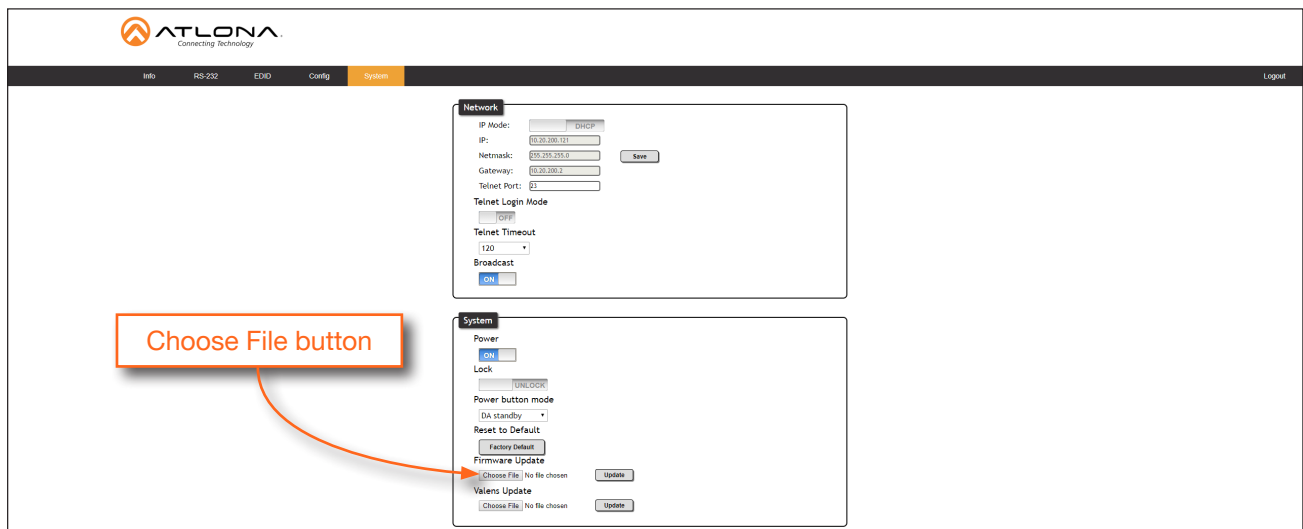 ATLONA.
Connecting Technology
Info RS-232 EDID Config System Logout
Network
IP Mode: DHCP
IP: 10.20.200.121
Netmask: 255.255.255.0 Save
Gateway: 10.20.200.2
Telnet Port: 23
Telnet Login Mode
OFF
Telnet Timeout
120
Broadcast
ON
Choose File button
System
Power
ON
Lock
UNLOCK
Power button mode
DA standby
Reset to Default
Factory Default
Firmware Update
Choose File No file chosen Update
Valens Update
Choose File No file chosen Update